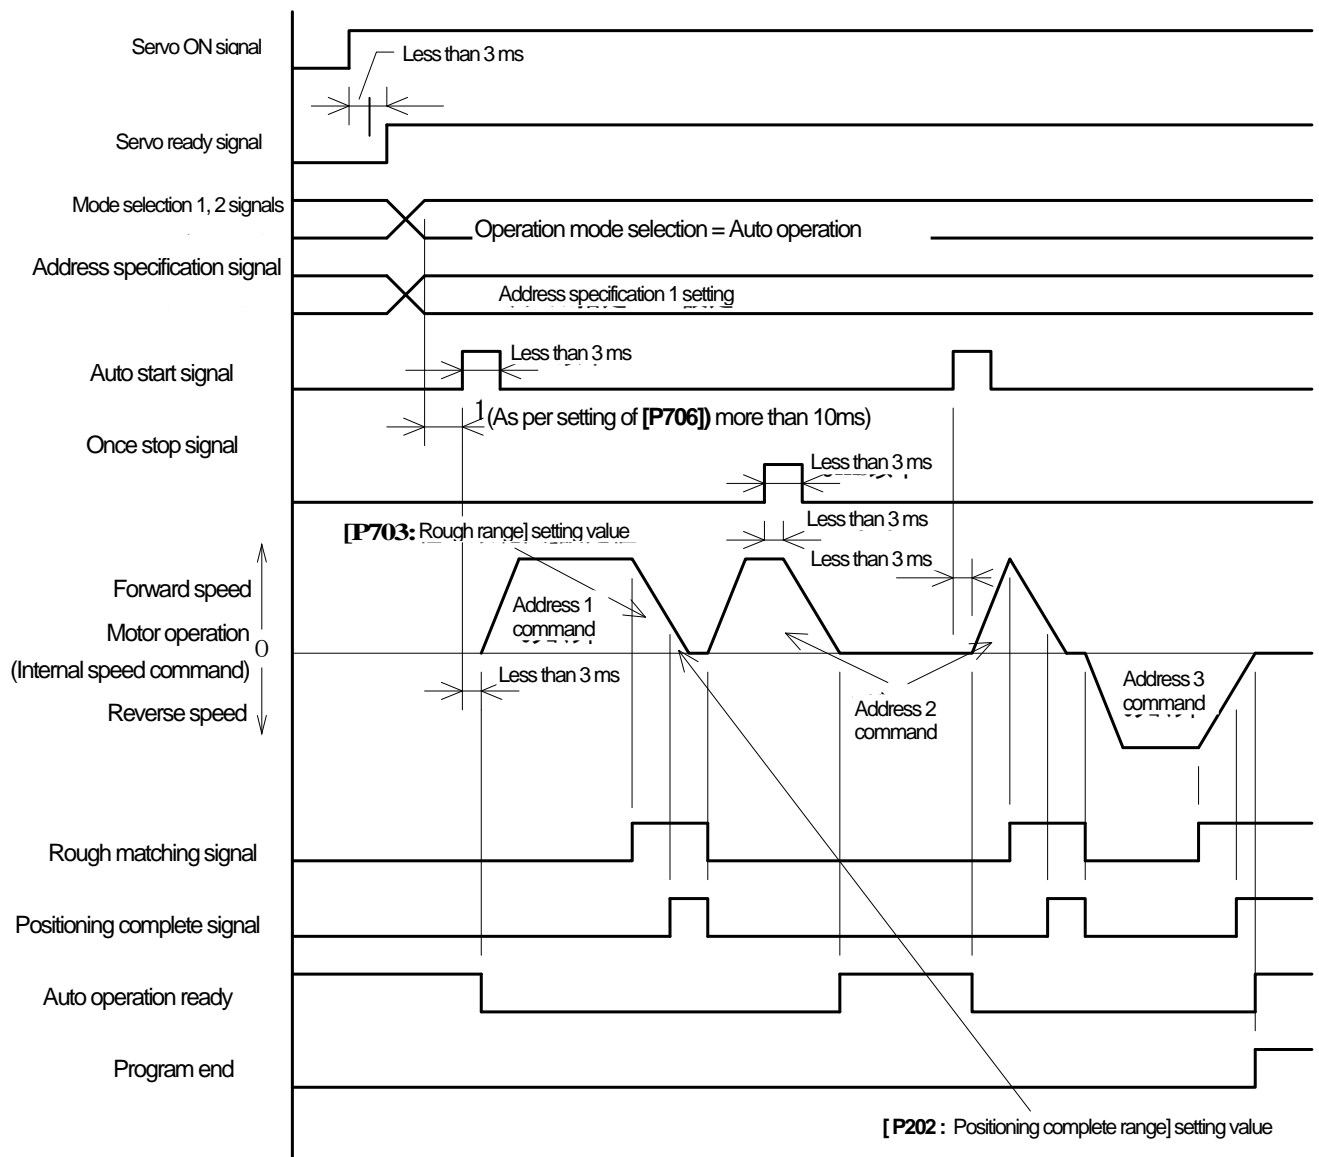 Servo ON signal
Less than 3 ms
Servo ready signal
Mode selection 1, 2 signals
Operation mode selection = Auto operation
Address specification signal
Address specification 1 setting
Less than 3 ms
Auto start signal
1 (As per setting of [P706]) more than 10ms)
Once stop signal
Less than 3 ms
Less than 3 ms
[P703: Rough range] setting value
Less than 3 ms
Forward speed
Address 1
command
Motor operation
0
(Internal speed command)
Less than 3 ms
Address 3
command
Reverse speed
Address 2
command
Rough matching signal
Positioning complete signal
Auto operation ready
Program end
[ P202 : Positioning complete range] setting value